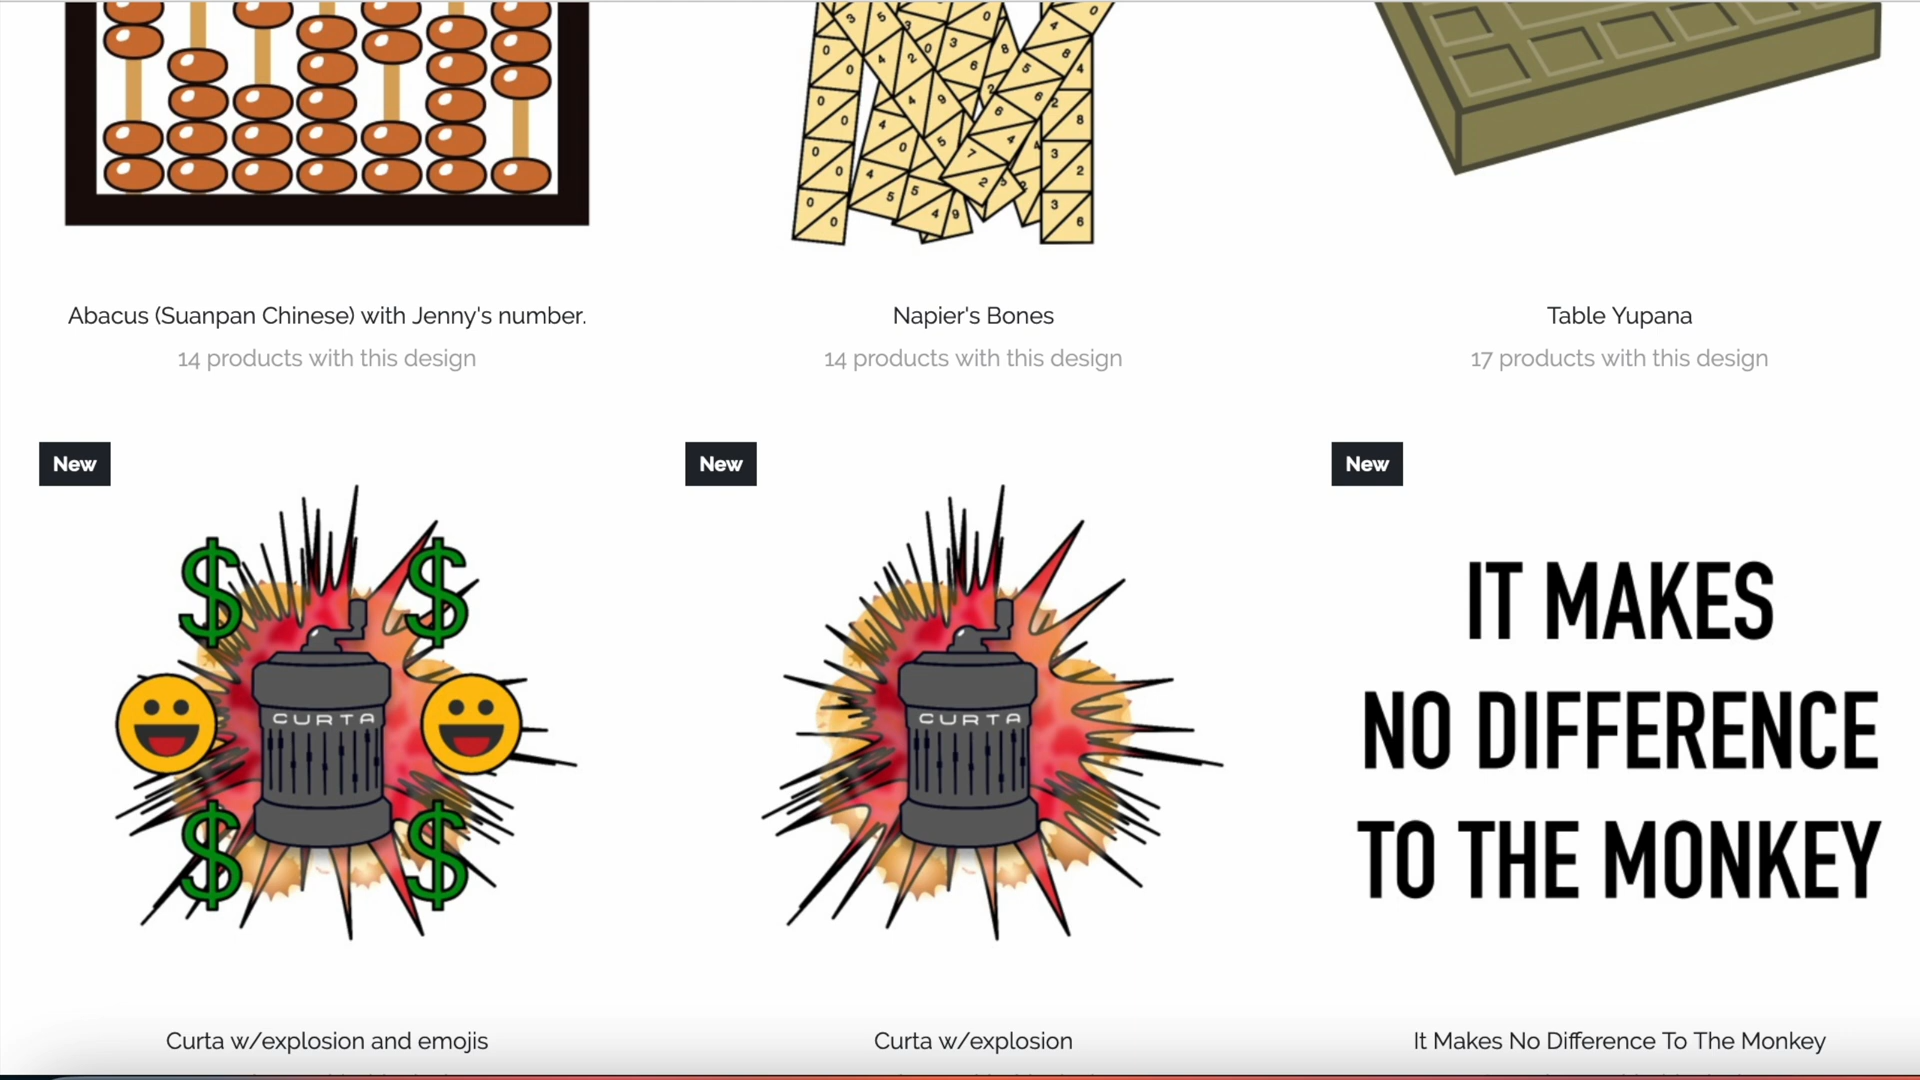 Abacus (Suanpan Chinese) with Jenny's number.
14 products with this design
Napier's Bones
14 products with this design
Table Yupana
17 products with this design
New
New
New
$ $
CURTA
$ $
CURTA
IT MAKES
NO DIFFERENCE
TO THE MONKEY
Curta w/explosion and emojis
Curta w/explosion
It Makes No Difference To The Monkey